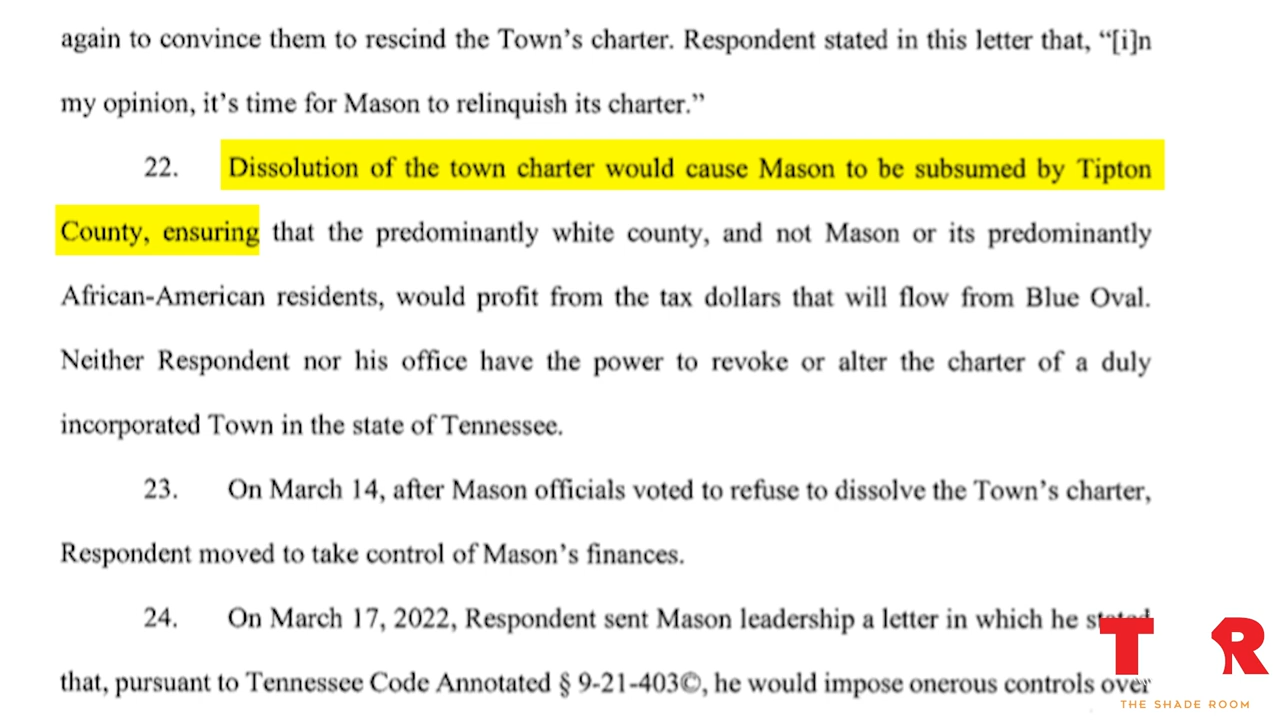 again to convince them to rescind the Town’s charter. Respondent stated in this letter that, “[i]n
my opinion, it’s time for Mason to relinquish its charter.”
22. Dissolution of the town charter would cause Mason to be subsumed by Tipton
County, ensuring that the predominantly white county, and not Mason or its predominantly
African-American residents, would profit from the tax dollars that will flow from Blue Oval.
Neither Respondent nor his office have the power to revoke or alter the charter of a duly
incorporated Town in the state of Tennessee.
23. On March 14, after Mason officials voted to refuse to dissolve the Town’s charter,
Respondent moved to take control of Mason’s finances.
24. On March 17, 2022, Respondent sent Mason leadership a letter in which he stated
that, pursuant to Tennessee Code Annotated § 9-21-403©, he would impose onerous controls over
T R
THE SHADE ROOM